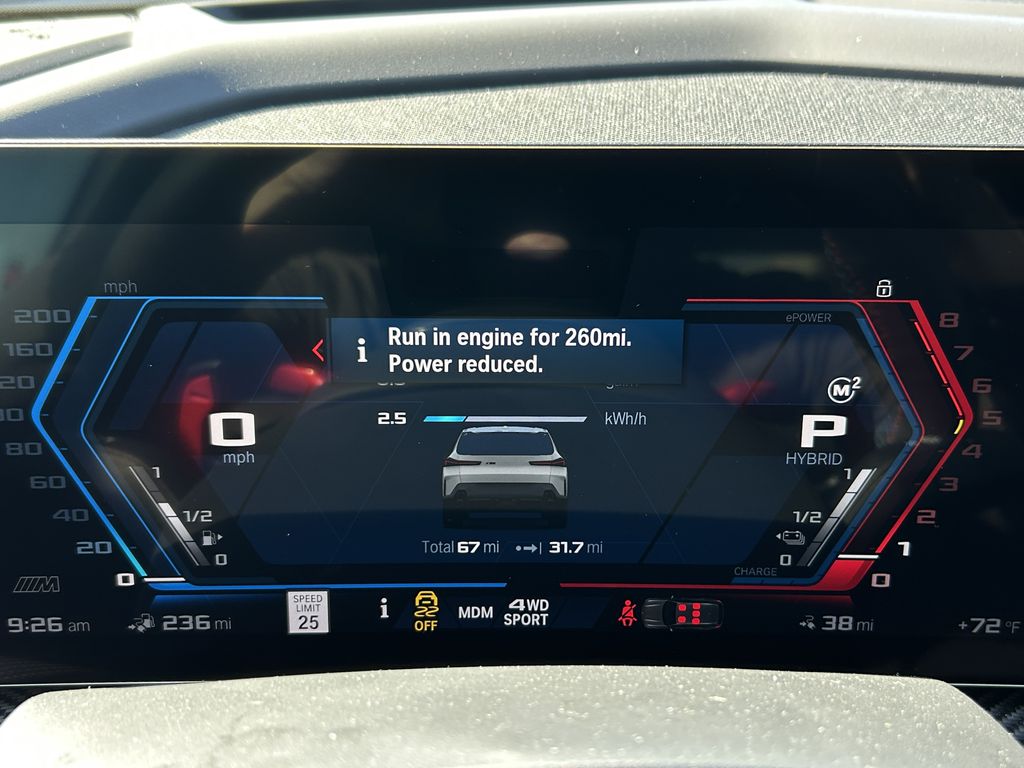 mph
200
160
80
60
40
20
0
Run in engine for 260mi.
Power reduced.
ePOWER
M2
8
7
6
5
4
3
2
1
0
2.5
kWh/h
0
mph
P
HYBRID
1
1/2
0
1
1/2
0
Total 67 mi
31.7 mi
CHARGE
M
9:26 am
236 mi
SPEED
LIMIT
25
i
OFF
MDM
4WD
SPORT
38 mi
+72 °F